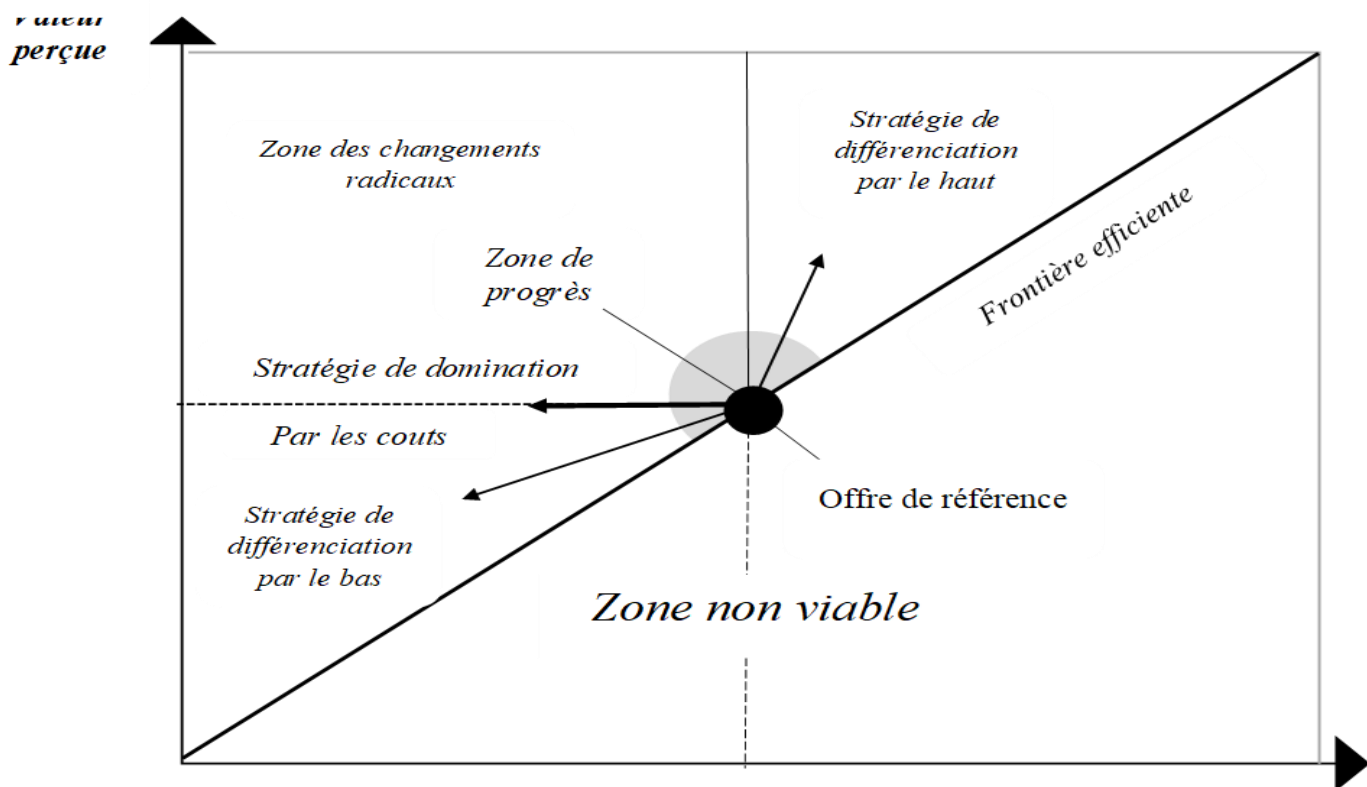 Valeur
perçue
Stratégie de
différenciation
par le haut
Zone des changements
radicaux
Frontière efficiente
Zone de
progrès
Stratégie de domination
Par les couts
Offre de référence
Stratégie de
différenciation
par le bas
Zone non viable